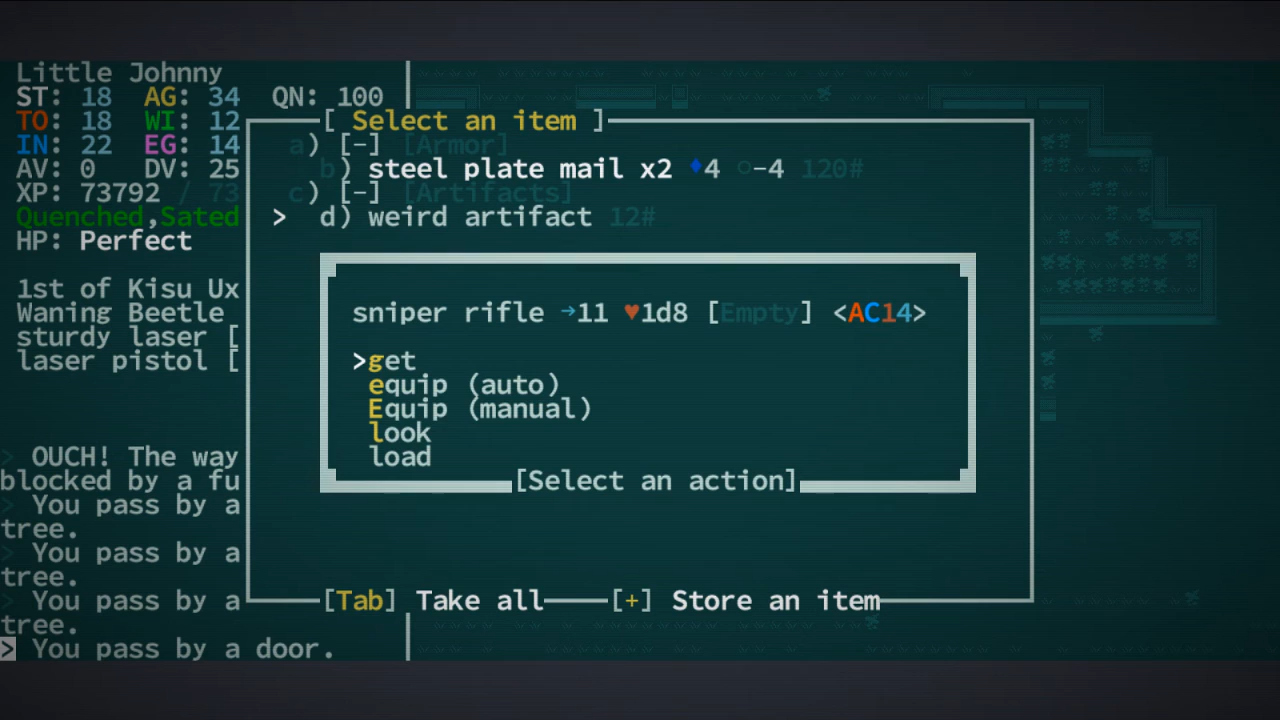 Little Johnny
ST: 18 AG: 34 QN: 100
TO: 18 WI: 12
IN: 22 EG: 14
AV: 0 DV: 25
XP: 73792 / 73
Quenched,Sated
HP: Perfect
1st of Kisu Ux
Waning Beetle
sturdy laser [
laser pistol [
> OUCH! The way
blocked by a fu
> You pass by a
tree.
> You pass by a
tree.
> You pass by a
tree.
> You pass by a door.
[ Select an item ]
a) [-] [Armor]
b) steel plate mail x2 ♦4 ○-4 120#
c) [-] [Artifacts]
> d) weird artifact 12#
sniper rifle →11 ♥1d8 [Empty] <AC14>
>get
equip (auto)
Equip (manual)
look
load
[Select an action]
[Tab] Take all [+] Store an item